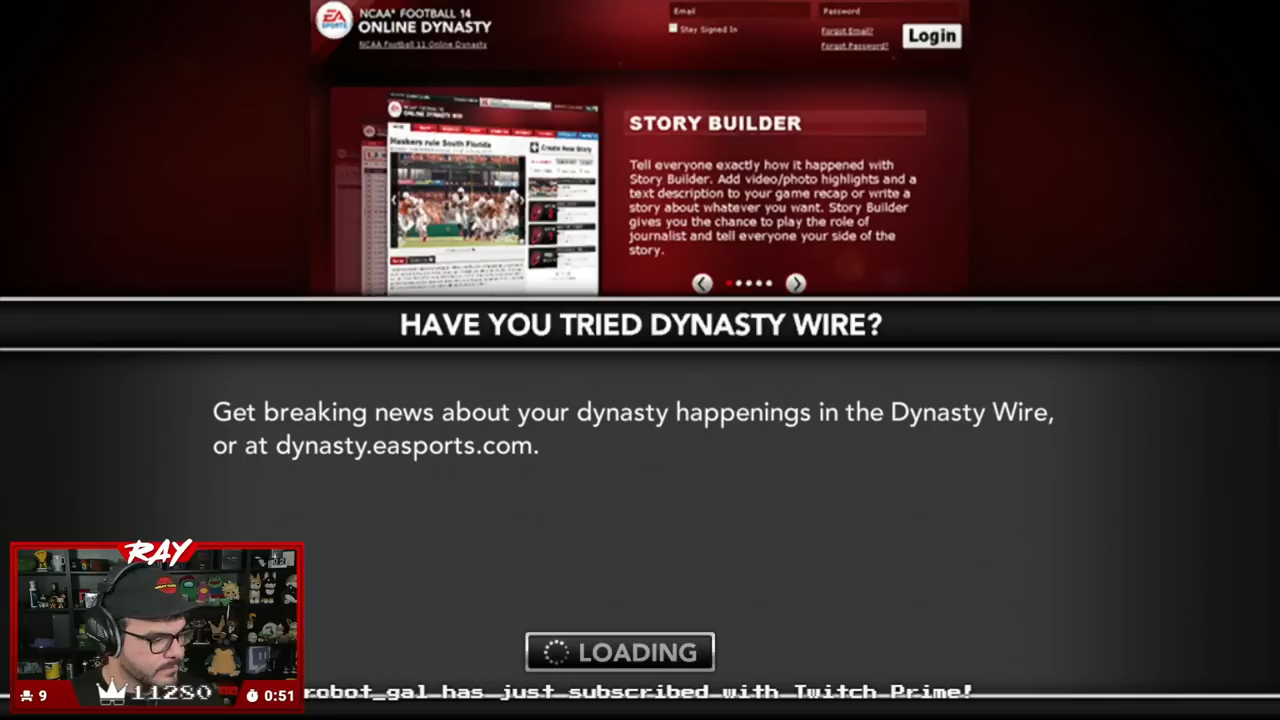 EA SPORTS
NCAA® FOOTBALL 14
ONLINE DYNASTY
NCAA Football 11 Online Dynasty
Email
Password
Stay Signed In
Forgot Email?
Forgot Password?
Login
Huskers rule South Florida
Create New Story
STORY BUILDER
Tell everyone exactly how it happened with
Story Builder. Add video/photo highlights and a
text description to your game recap or write a
story about whatever you want. Story Builder
gives you the chance to play the role of
journalist and tell everyone your side of the
story.
HAVE YOU TRIED DYNASTY WIRE?
Get breaking news about your dynasty happenings in the Dynasty Wire,
or at dynasty.easports.com.
RAY
LOADING
9
11280
0:51
robot_gal has just subscribed with Twitch Prime!